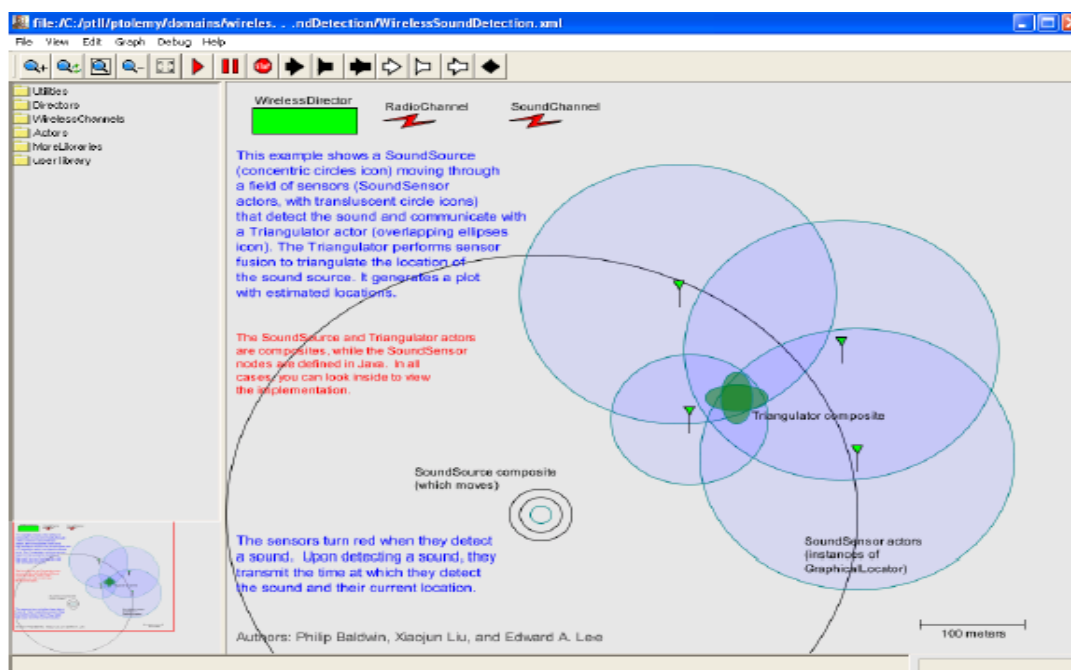 file:/C:/ptII/ptolemy/domains/wireles. . .ndDetection/WirelessSoundDetection.xml
File View Edit Graph Debug Help
Utilities
Directors
WirelessChannels
Actors
MoreLibraries
user library
WirelessDirector
RadioChannel
SoundChannel
This example shows a SoundSource
(concentric circles icon) moving through
a field of sensors (SoundSensor
actors, with transluscent circle icons)
that detect the sound and communicate with
a Triangulator actor (overlapping ellipses
icon). The Triangulator performs sensor
fusion to triangulate the location of
the sound source. It generates a plot
with estimated locations.
The SoundSource and Triangulator actors
are composites, while the SoundSensor
nodes are defined in Java. In all
cases, you can look inside to view
the implementation.
Triangulator composite
SoundSource composite
(which moves)
The sensors turn red when they detect
a sound. Upon detecting a sound, they
transmit the time at which they detect
the sound and their current location.
SoundSensor actors
(instances of
GraphicalLocator)
Authors: Philip Baldwin, Xiaojun Liu, and Edward A. Lee
100 meters